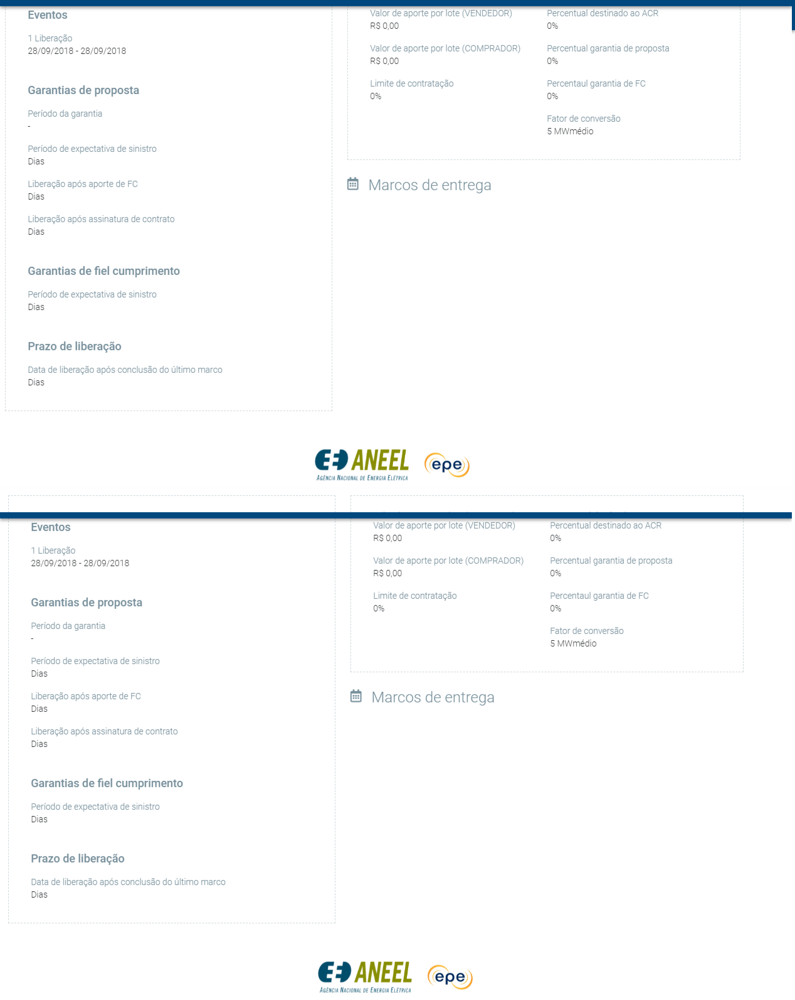 Eventos
1 Liberação
28/09/2018 - 28/09/2018
Garantias de proposta
Período da garantia
-
Período de expectativa de sinistro
Dias
Liberação após aporte de FC
Dias
Liberação após assinatura de contrato
Dias
Garantias de fiel cumprimento
Período de expectativa de sinistro
Dias
Prazo de liberação
Data de liberação após conclusão do último marco
Dias
Valor de aporte por lote (VENDEDOR)
R$ 0,00
Valor de aporte por lote (COMPRADOR)
R$ 0,00
Limite de contratação
0%
Percentual destinado ao ACR
0%
Percentual garantia de proposta
0%
Percentaul garantia de FC
0%
Fator de conversão
5 MWmédio
Marcos de entrega
ANEEL
AGÊNCIA NACIONAL DE ENERGIA ELÉTRICA
epe
Eventos
1 Liberação
28/09/2018 - 28/09/2018
Garantias de proposta
Período da garantia
-
Período de expectativa de sinistro
Dias
Liberação após aporte de FC
Dias
Liberação após assinatura de contrato
Dias
Garantias de fiel cumprimento
Período de expectativa de sinistro
Dias
Prazo de liberação
Data de liberação após conclusão do último marco
Dias
Valor de aporte por lote (VENDEDOR)
R$ 0,00
Valor de aporte por lote (COMPRADOR)
R$ 0,00
Limite de contratação
0%
Percentual destinado ao ACR
0%
Percentual garantia de proposta
0%
Percentaul garantia de FC
0%
Fator de conversão
5 MWmédio
Marcos de entrega
ANEEL
AGÊNCIA NACIONAL DE ENERGIA ELÉTRICA
epe